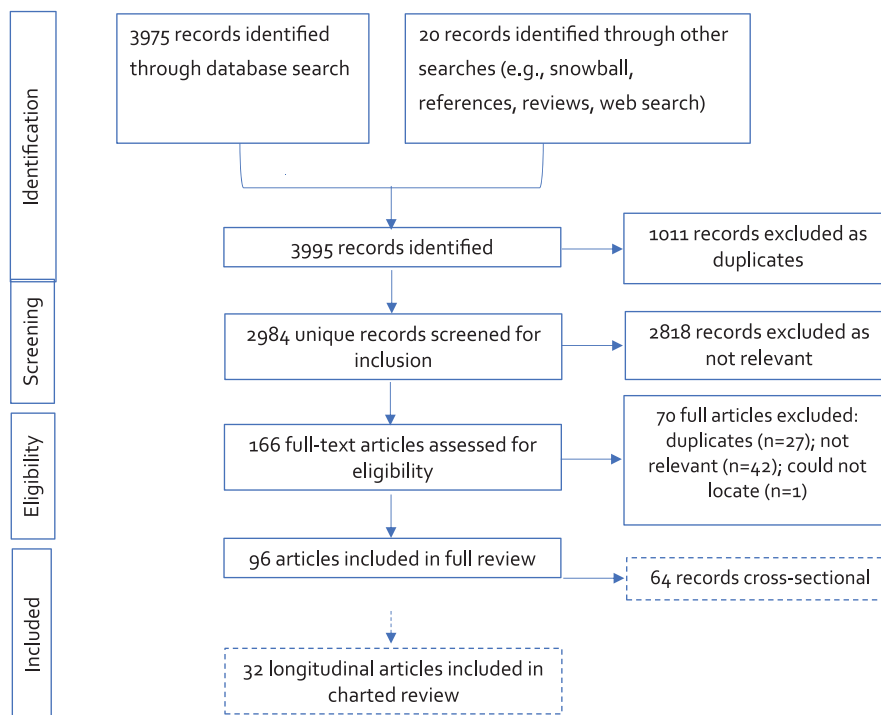 Identification
3975 records identified
through database search
20 records identified through other
searches (e.g., snowball,
references, reviews, web search)
3995 records identified
1011 records excluded as
duplicates
Screening
2984 unique records screened for
inclusion
2818 records excluded as
not relevant
Eligibility
166 full-text articles assessed for
eligibility
70 full articles excluded:
duplicates (n=27); not
relevant (n=42); could not
locate (n=1)
Included
96 articles included in full review
64 records cross-sectional
32 longitudinal articles included in
charted review